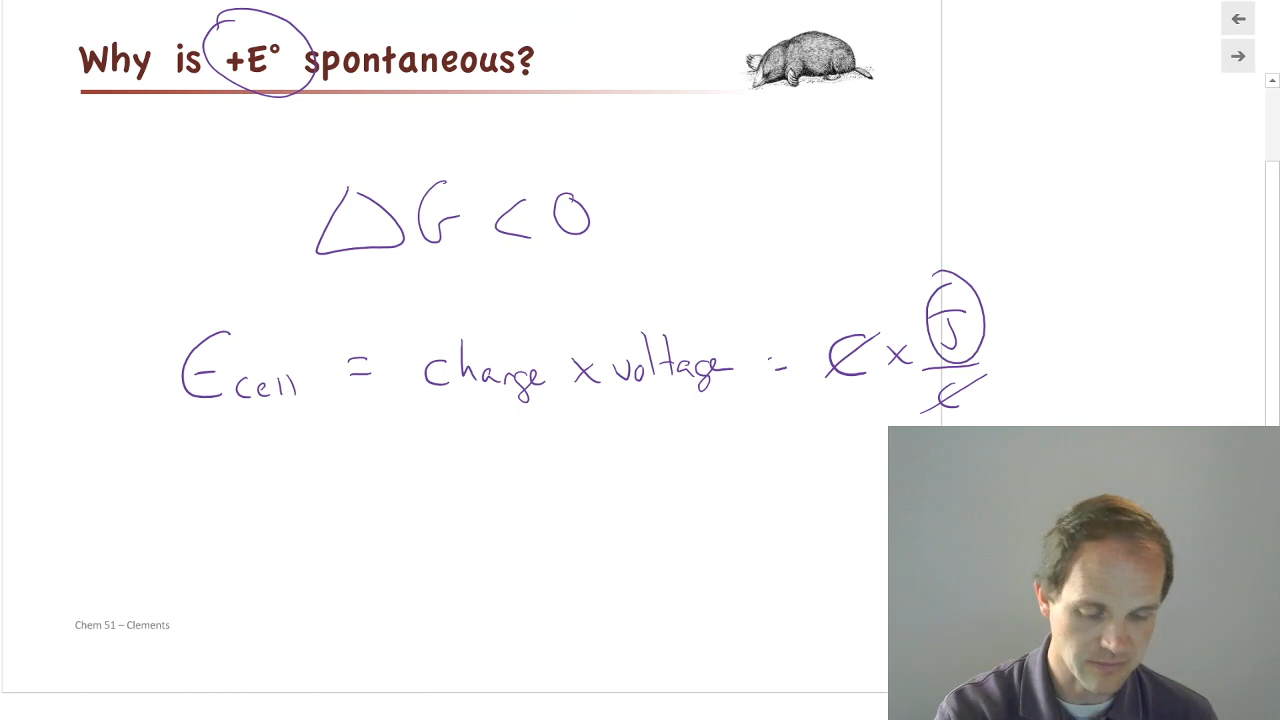 Why is +E° spontaneous?
ΔG < 0
Ecell = charge x voltage = C x J/C
Chem 51 – Clements